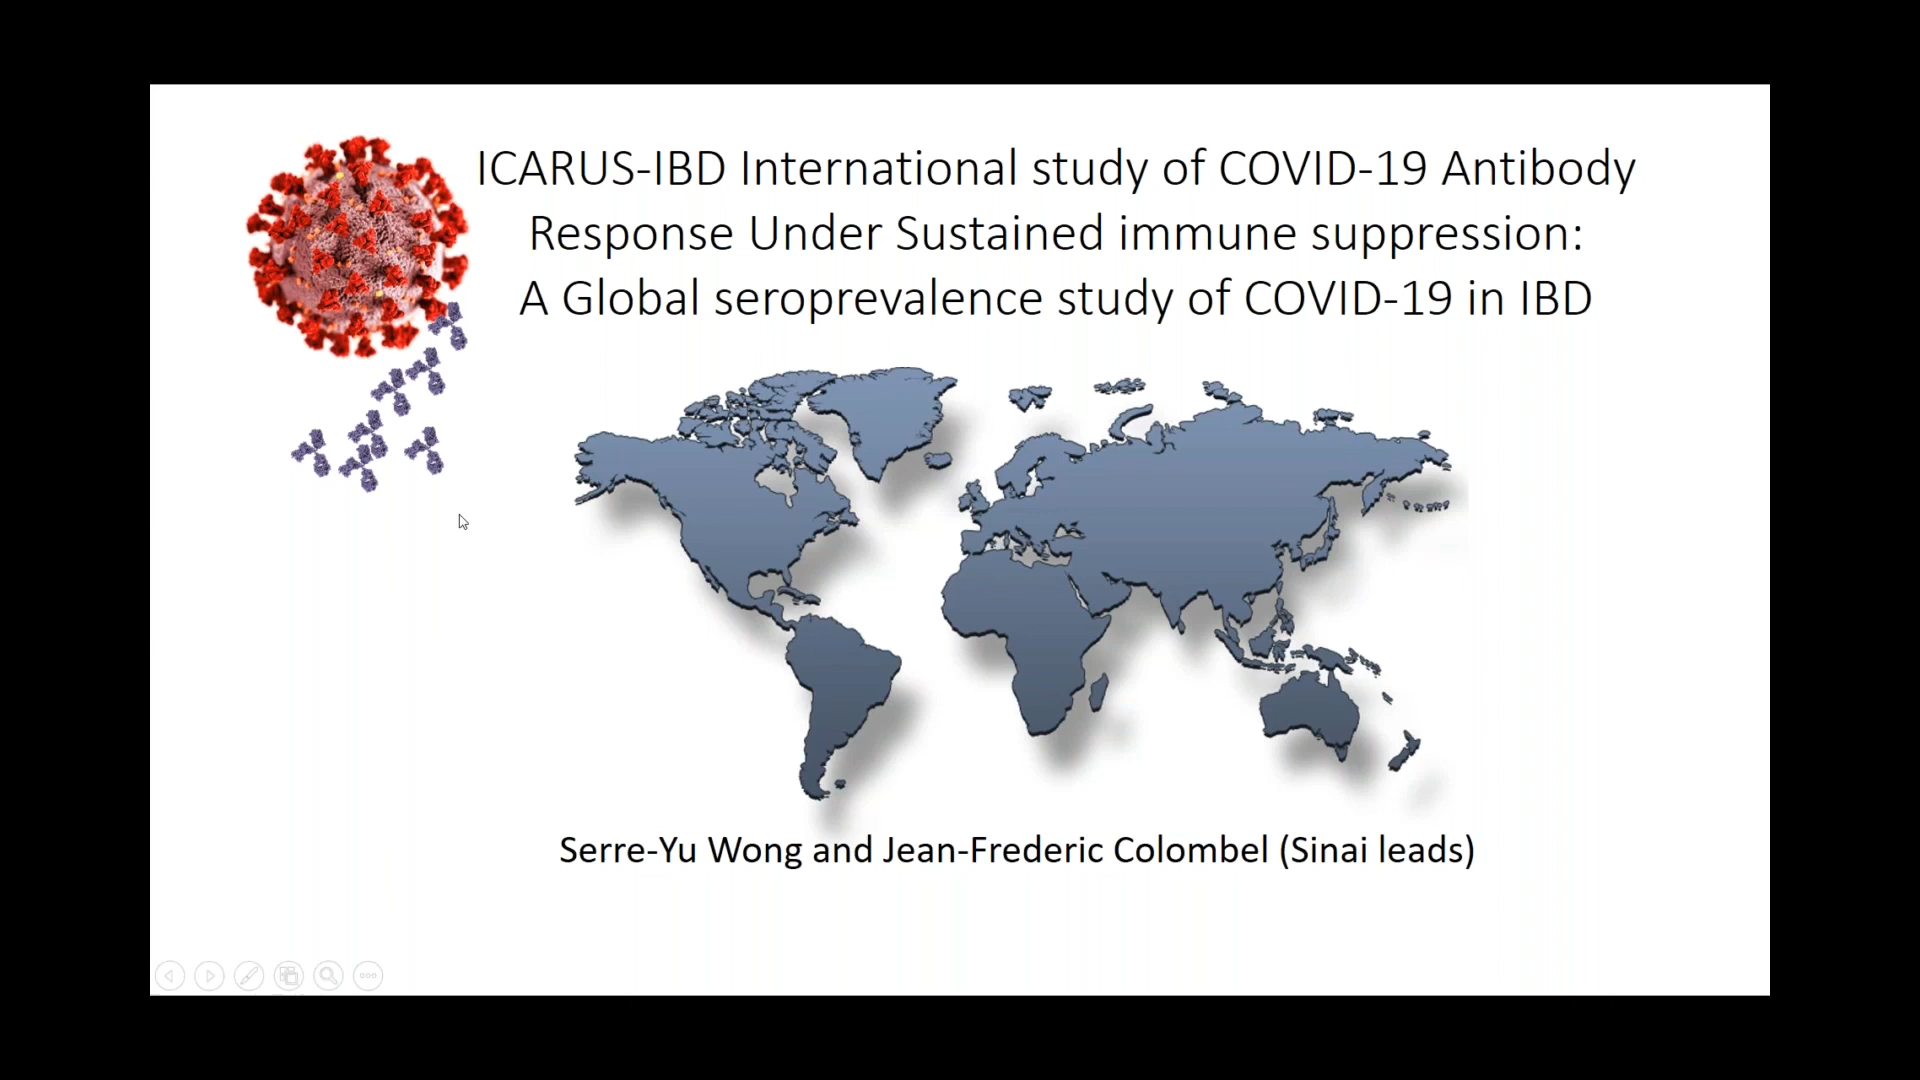 ICARUS-IBD International study of COVID-19 Antibody
Response Under Sustained immune suppression:
A Global seroprevalence study of COVID-19 in IBD
Serre-Yu Wong and Jean-Frederic Colombel (Sinai leads)